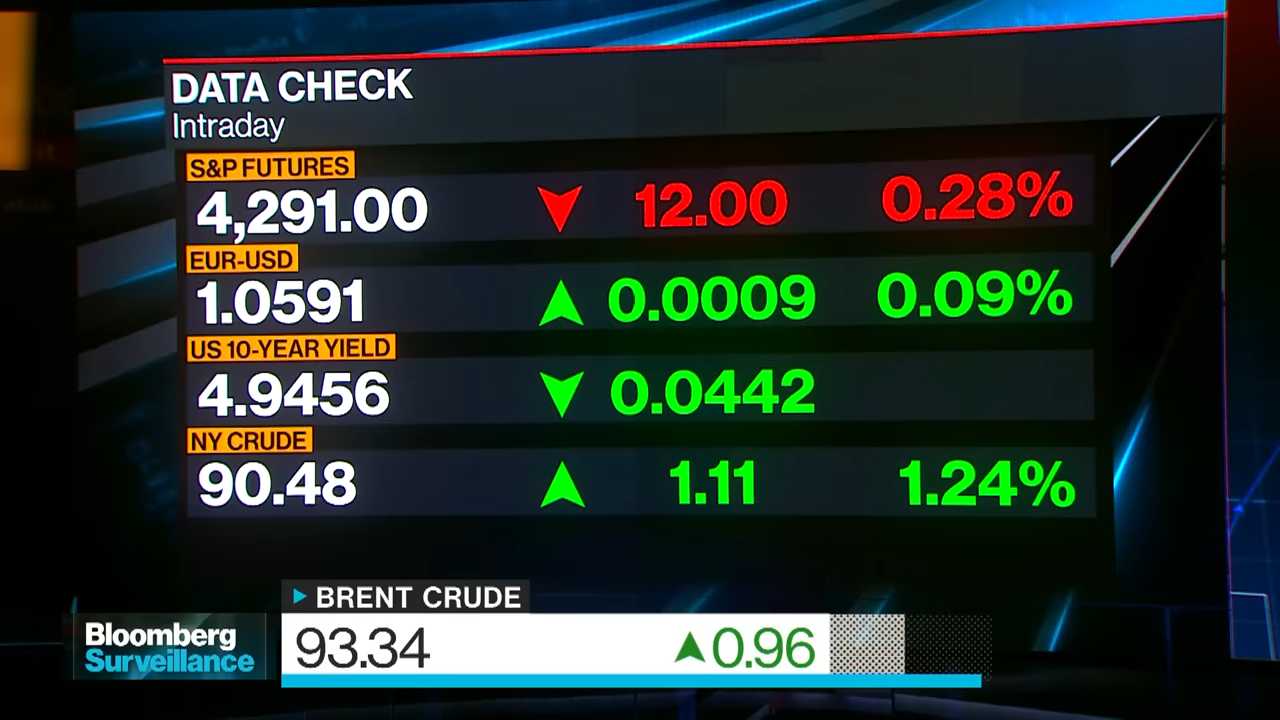 DATA CHECK
Intraday
S&P FUTURES
4,291.00 ▼ 12.00 0.28%
EUR-USD
1.0591 ▲ 0.0009 0.09%
US 10-YEAR YIELD
4.9456 ▼ 0.0442
NY CRUDE
90.48 ▲ 1.11 1.24%
▶ BRENT CRUDE
93.34 ▲0.96
Bloomberg
Surveillance